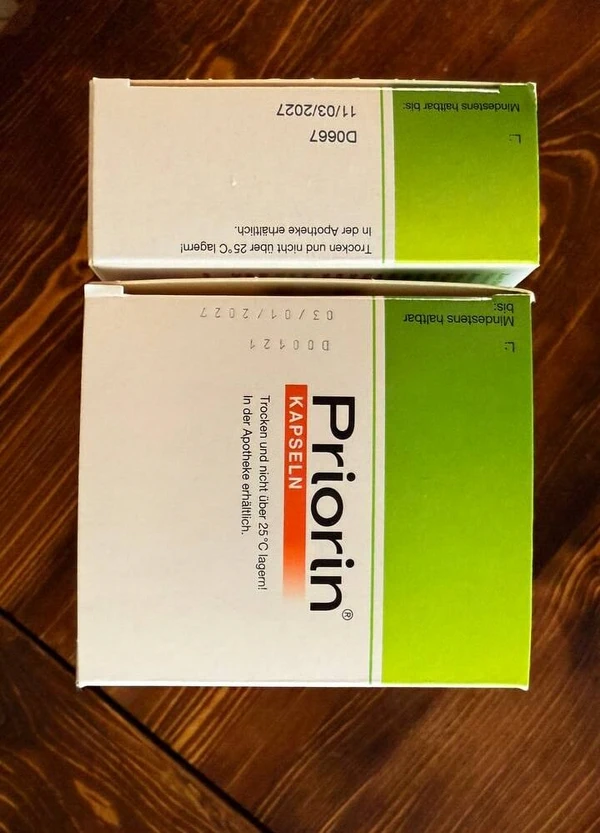 Mindestens haltbar bis:
11/03/2027
L:
D0667
Trocken und nicht über 25°C lagern!
in der Apotheke erhältlich.
Mindestens haltbar
bis:
03/01/2027
L:
D00121
Priorin®
KAPSELN
Trocken und nicht über 25 °C lagern!
In der Apotheke erhältlich.